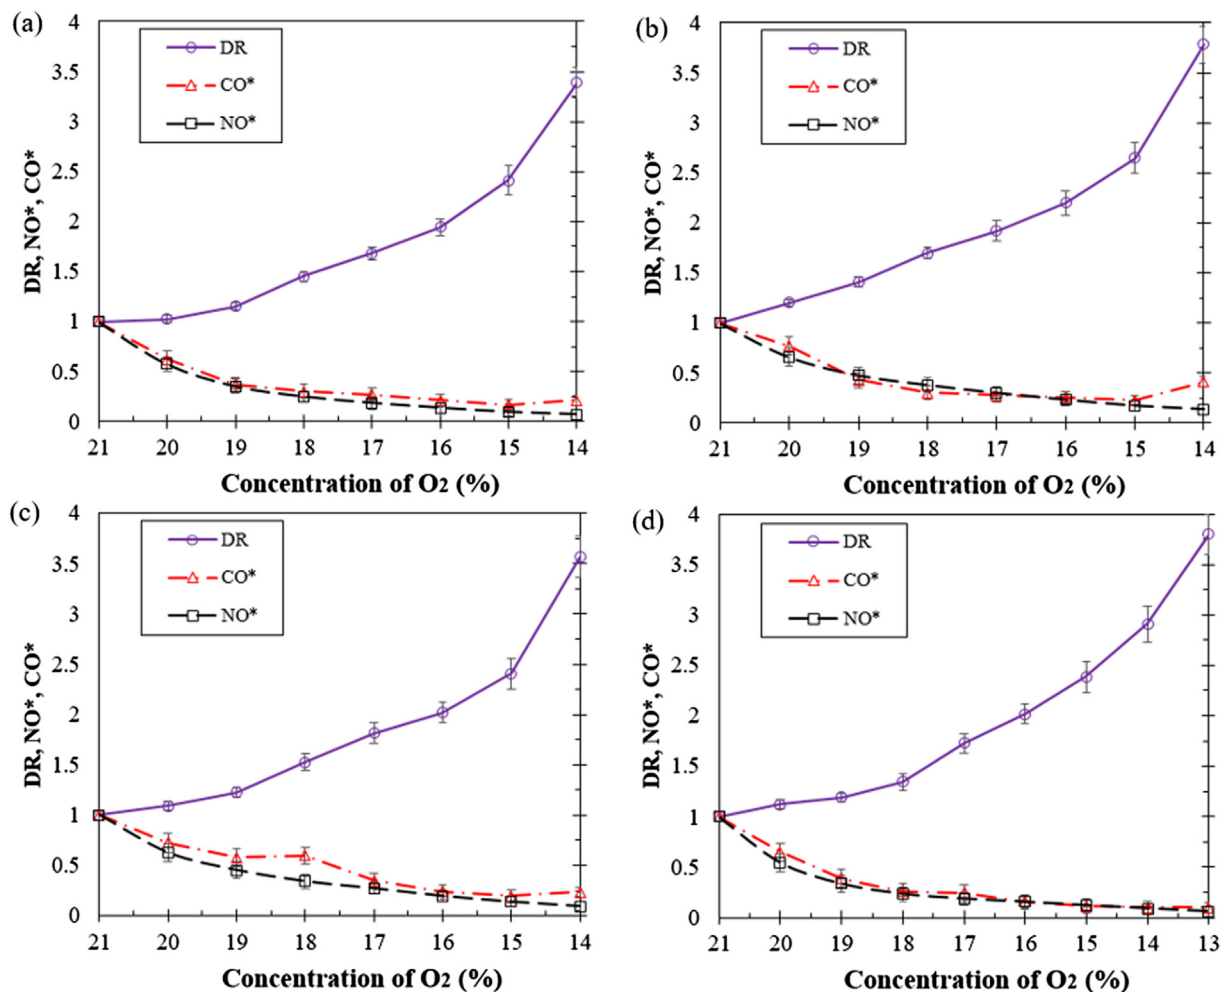 (a)
DR
CO*
NO*
DR, NO*, CO*
4
3.5
3
2.5
2
1.5
1
0.5
0
21 20 19 18 17 16 15 14
Concentration of O2 (%)
(b)
DR
CO*
NO*
DR, NO*, CO*
4
3.5
3
2.5
2
1.5
1
0.5
0
21 20 19 18 17 16 15 14
Concentration of O2 (%)
(c)
DR
CO*
NO*
DR, NO*, CO*
4
3.5
3
2.5
2
1.5
1
0.5
0
21 20 19 18 17 16 15 14
Concentration of O2 (%)
(d)
DR
CO*
NO*
DR, NO*, CO*
4
3.5
3
2.5
2
1.5
1
0.5
0
21 20 19 18 17 16 15 14 13
Concentration of O2 (%)